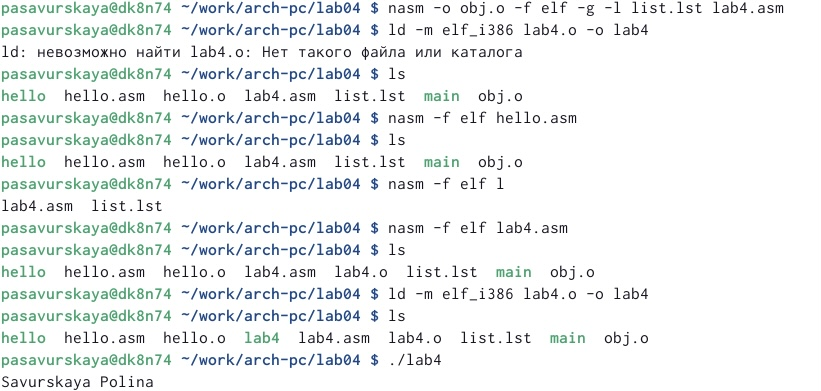 pasavurskaya@dk8n74 ~/work/arch-pc/lab04 $ nasm -o obj.o -f elf -g -l list.lst lab4.asm
pasavurskaya@dk8n74 ~/work/arch-pc/lab04 $ ld -m elf_i386 lab4.o -o lab4
ld: невозможно найти lab4.o: Нет такого файла или каталога
pasavurskaya@dk8n74 ~/work/arch-pc/lab04 $ ls
hello  hello.asm  hello.o  lab4.asm  list.lst  main  obj.o
pasavurskaya@dk8n74 ~/work/arch-pc/lab04 $ nasm -f elf hello.asm
pasavurskaya@dk8n74 ~/work/arch-pc/lab04 $ ls
hello  hello.asm  hello.o  lab4.asm  list.lst  main  obj.o
pasavurskaya@dk8n74 ~/work/arch-pc/lab04 $ nasm -f elf l
lab4.asm  list.lst
pasavurskaya@dk8n74 ~/work/arch-pc/lab04 $ nasm -f elf lab4.asm
pasavurskaya@dk8n74 ~/work/arch-pc/lab04 $ ls
hello  hello.asm  hello.o  lab4.asm  lab4.o  list.lst  main  obj.o
pasavurskaya@dk8n74 ~/work/arch-pc/lab04 $ ld -m elf_i386 lab4.o -o lab4
pasavurskaya@dk8n74 ~/work/arch-pc/lab04 $ ls
hello  hello.asm  hello.o  lab4  lab4.asm  lab4.o  list.lst  main  obj.o
pasavurskaya@dk8n74 ~/work/arch-pc/lab04 $ ./lab4
Savurskaya Polina